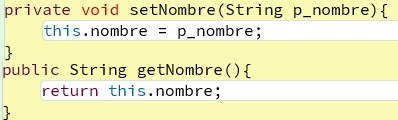 private void setNombre(String p_nombre){
this.nombre = p_nombre;
}
public String getNombre(){
return this.nombre;
}